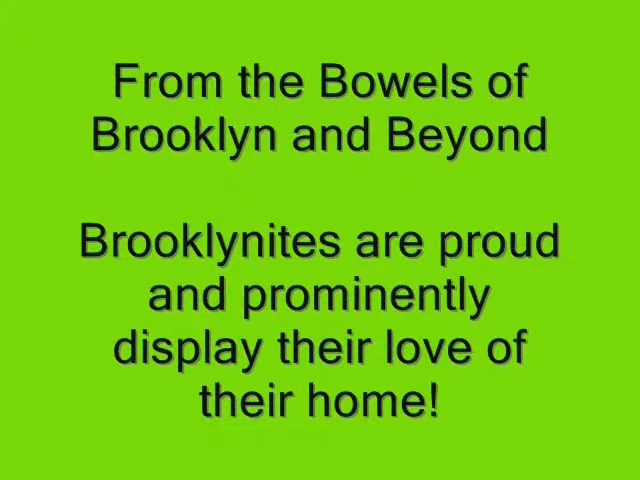 From the Bowels of
Brooklyn and Beyond
Brooklynites are proud
and prominently
display their love of
their home!